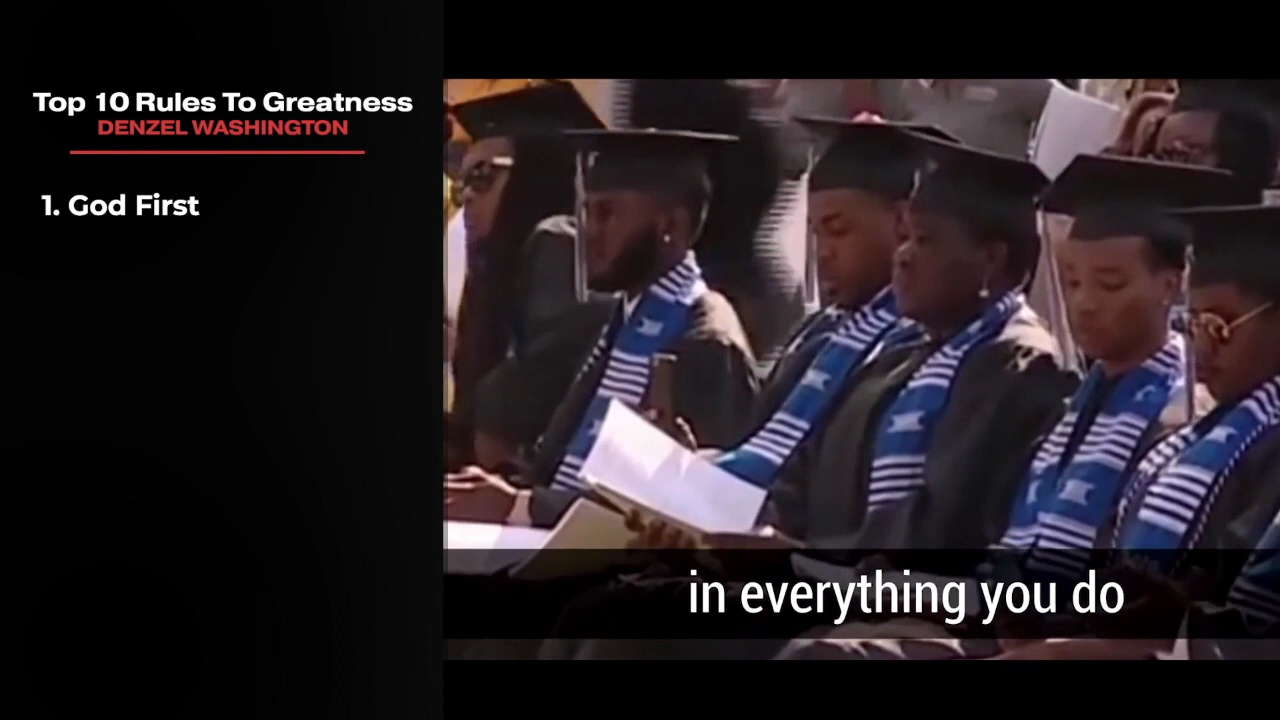 Top 10 Rules To Greatness
DENZEL WASHINGTON
1. God First
in everything you do